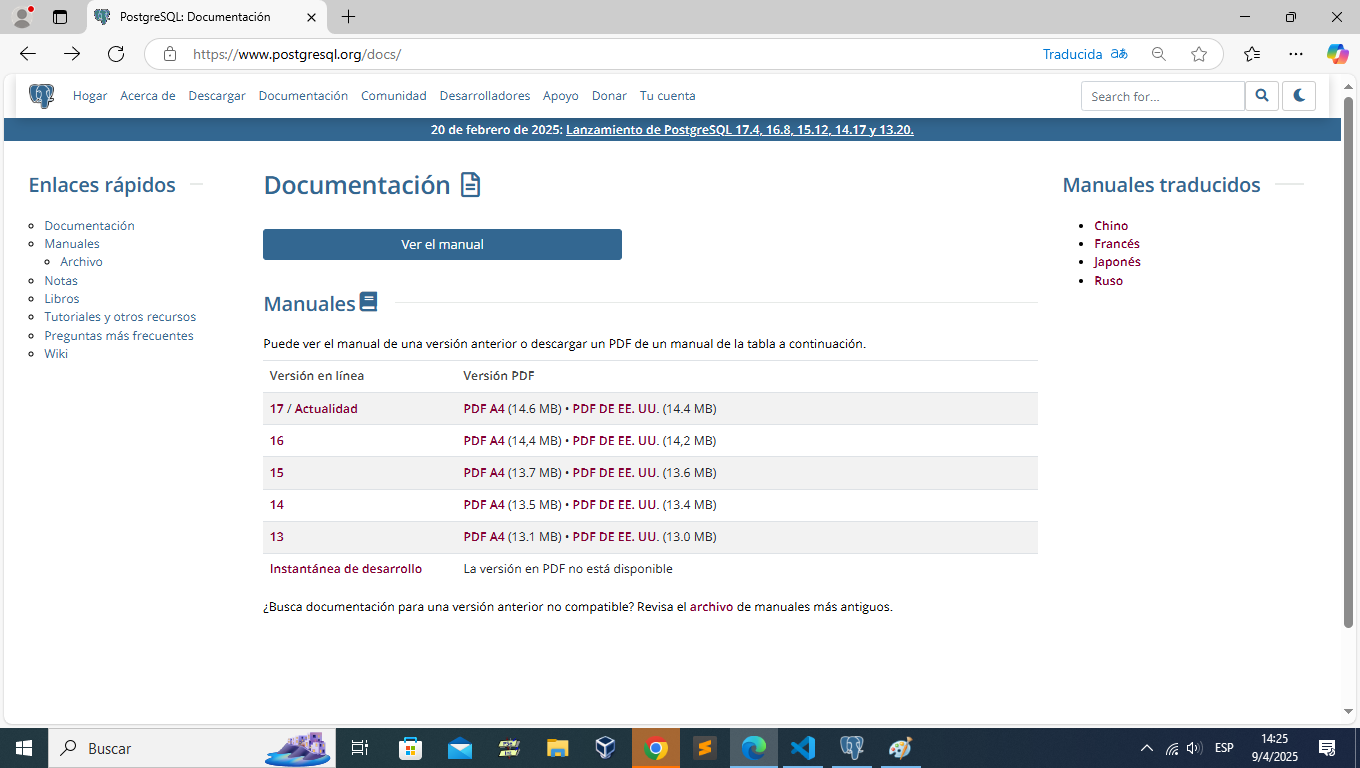 PostgreSQL: Documentación
https://www.postgresql.org/docs/
Traducida
Hogar Acerca de Descargar Documentación Comunidad Desarrolladores Apoyo Donar Tu cuenta
Search for...
20 de febrero de 2025: Lanzamiento de PostgreSQL 17.4, 16.8, 15.12, 14.17 y 13.20.
Enlaces rápidos
Documentación
Manuales
Archivo
Notas
Libros
Tutoriales y otros recursos
Preguntas más frecuentes
Wiki
Documentación
Ver el manual
Manuales
Puede ver el manual de una versión anterior o descargar un PDF de un manual de la tabla a continuación.
Versión en línea Versión PDF
17 / Actualidad PDF A4 (14.6 MB) • PDF DE EE. UU. (14.4 MB)
16 PDF A4 (14,4 MB) • PDF DE EE. UU. (14,2 MB)
15 PDF A4 (13.7 MB) • PDF DE EE. UU. (13.6 MB)
14 PDF A4 (13.5 MB) • PDF DE EE. UU. (13.4 MB)
13 PDF A4 (13.1 MB) • PDF DE EE. UU. (13.0 MB)
Instantánea de desarrollo La versión en PDF no está disponible
¿Busca documentación para una versión anterior no compatible? Revisa el archivo de manuales más antiguos.
Manuales traducidos
Chino
Francés
Japonés
Ruso
Buscar
ESP
14:25
9/4/2025